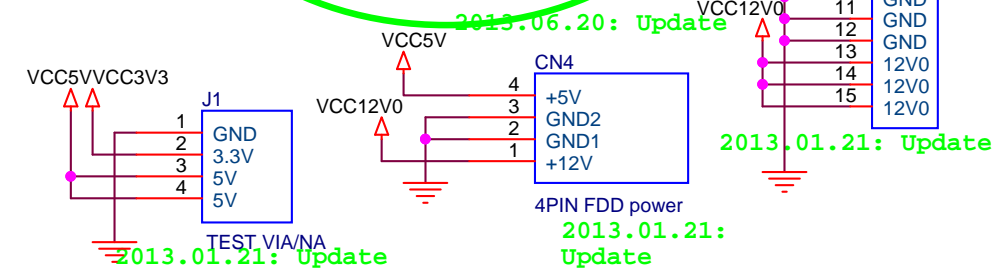 2013.06.20: Update
VCC12V0
GND
11
GND
12
GND
13
12V0
14
12V0
15
12V0
2013.01.21: Update
VCC5V
CN4
VCC12V0
4
+5V
3
GND2
2
GND1
1
+12V
4PIN FDD power
2013.01.21:
Update
VCC5VVCC3V3
J1
1
GND
2
3.3V
3
5V
4
5V
TEST VIA/NA
2013.01.21: Update